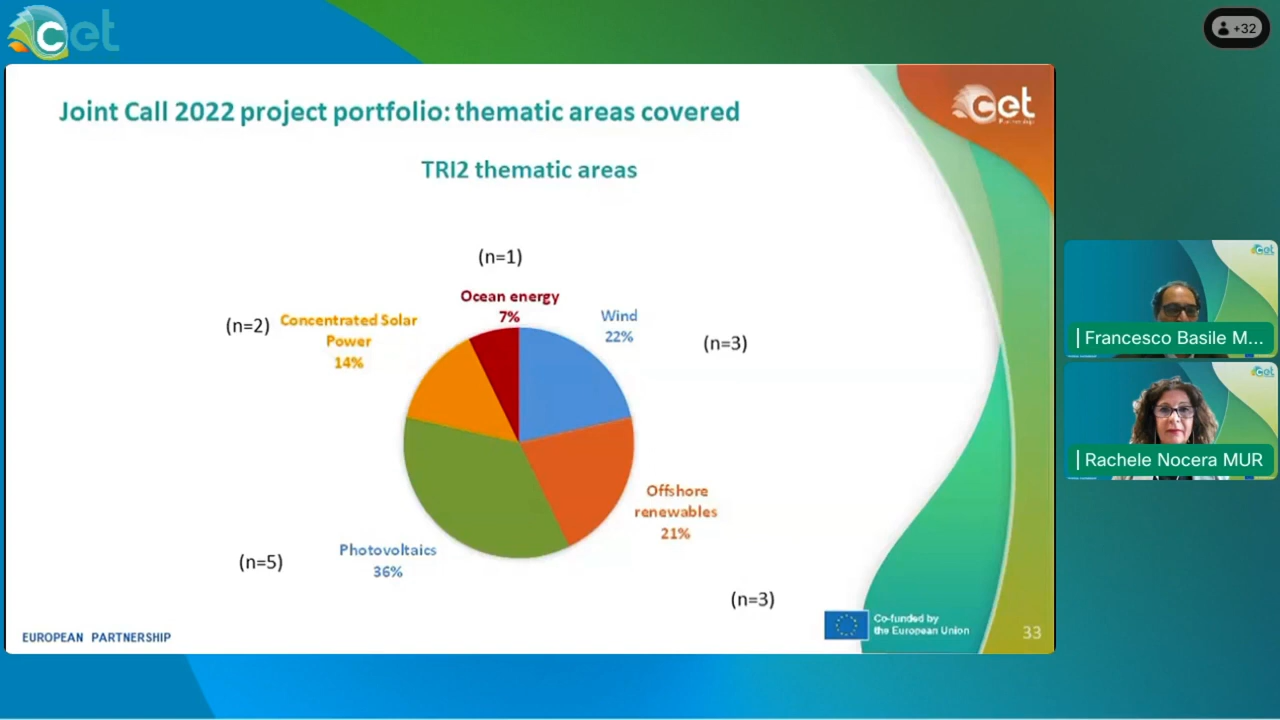 cet
+32
Joint Call 2022 project portfolio: thematic areas covered
cet
TRI2 thematic areas
(n=1)
Ocean energy
7%
Wind
22%
(n=3)
(n=2)
Concentrated Solar
Power
14%
Offshore
renewables
21%
(n=3)
Photovoltaics
36%
(n=5)
EUROPEAN PARTNERSHIP
Co-funded by
the European Union
33
cet
Francesco Basile M...
cet
Rachele Nocera MUR